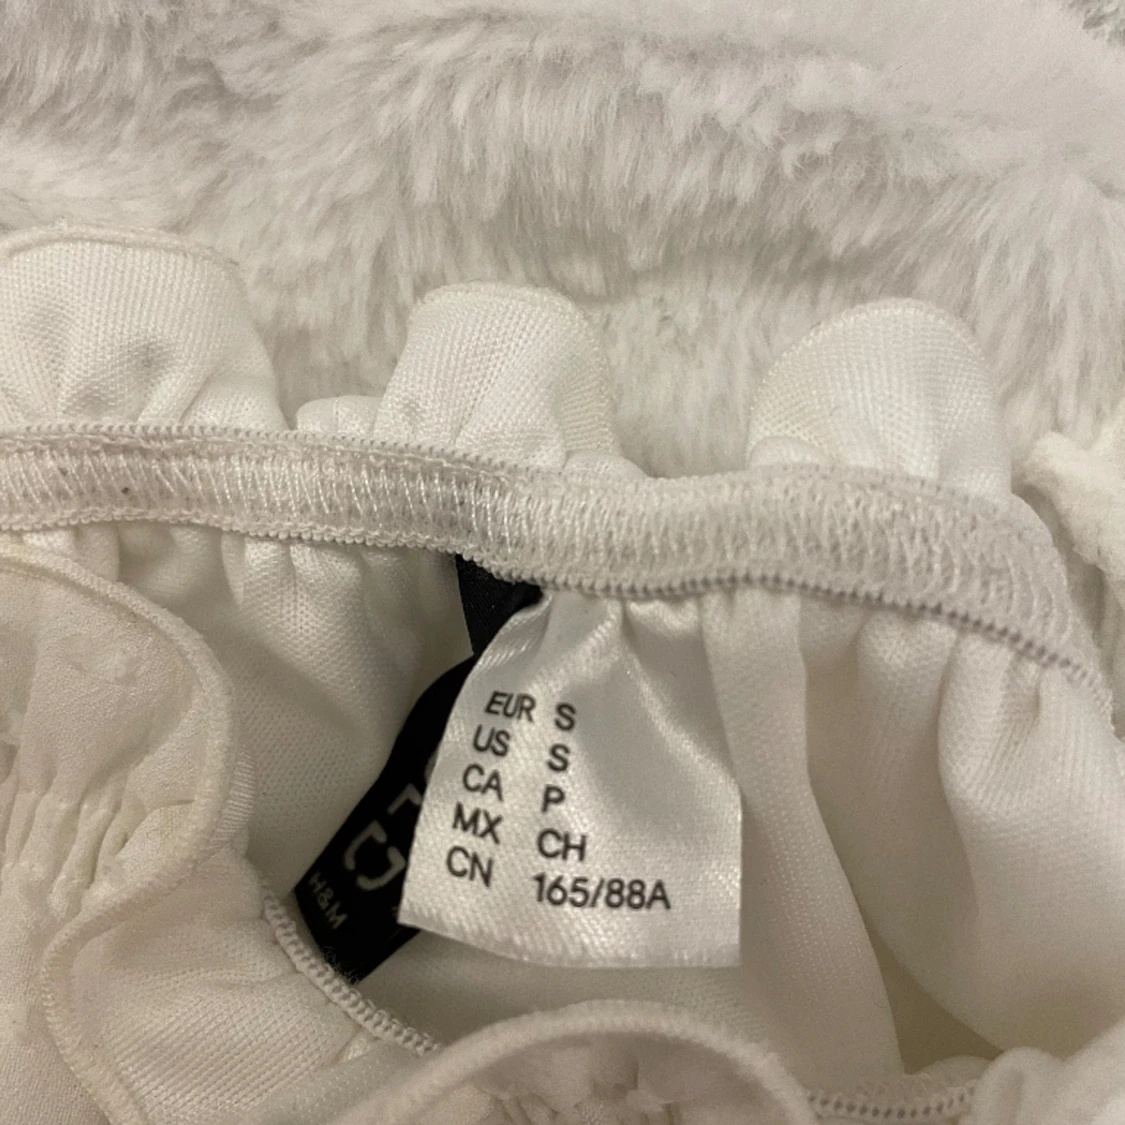 EUR S
US S
CA P
MX CH
CN 165/88A
H&M